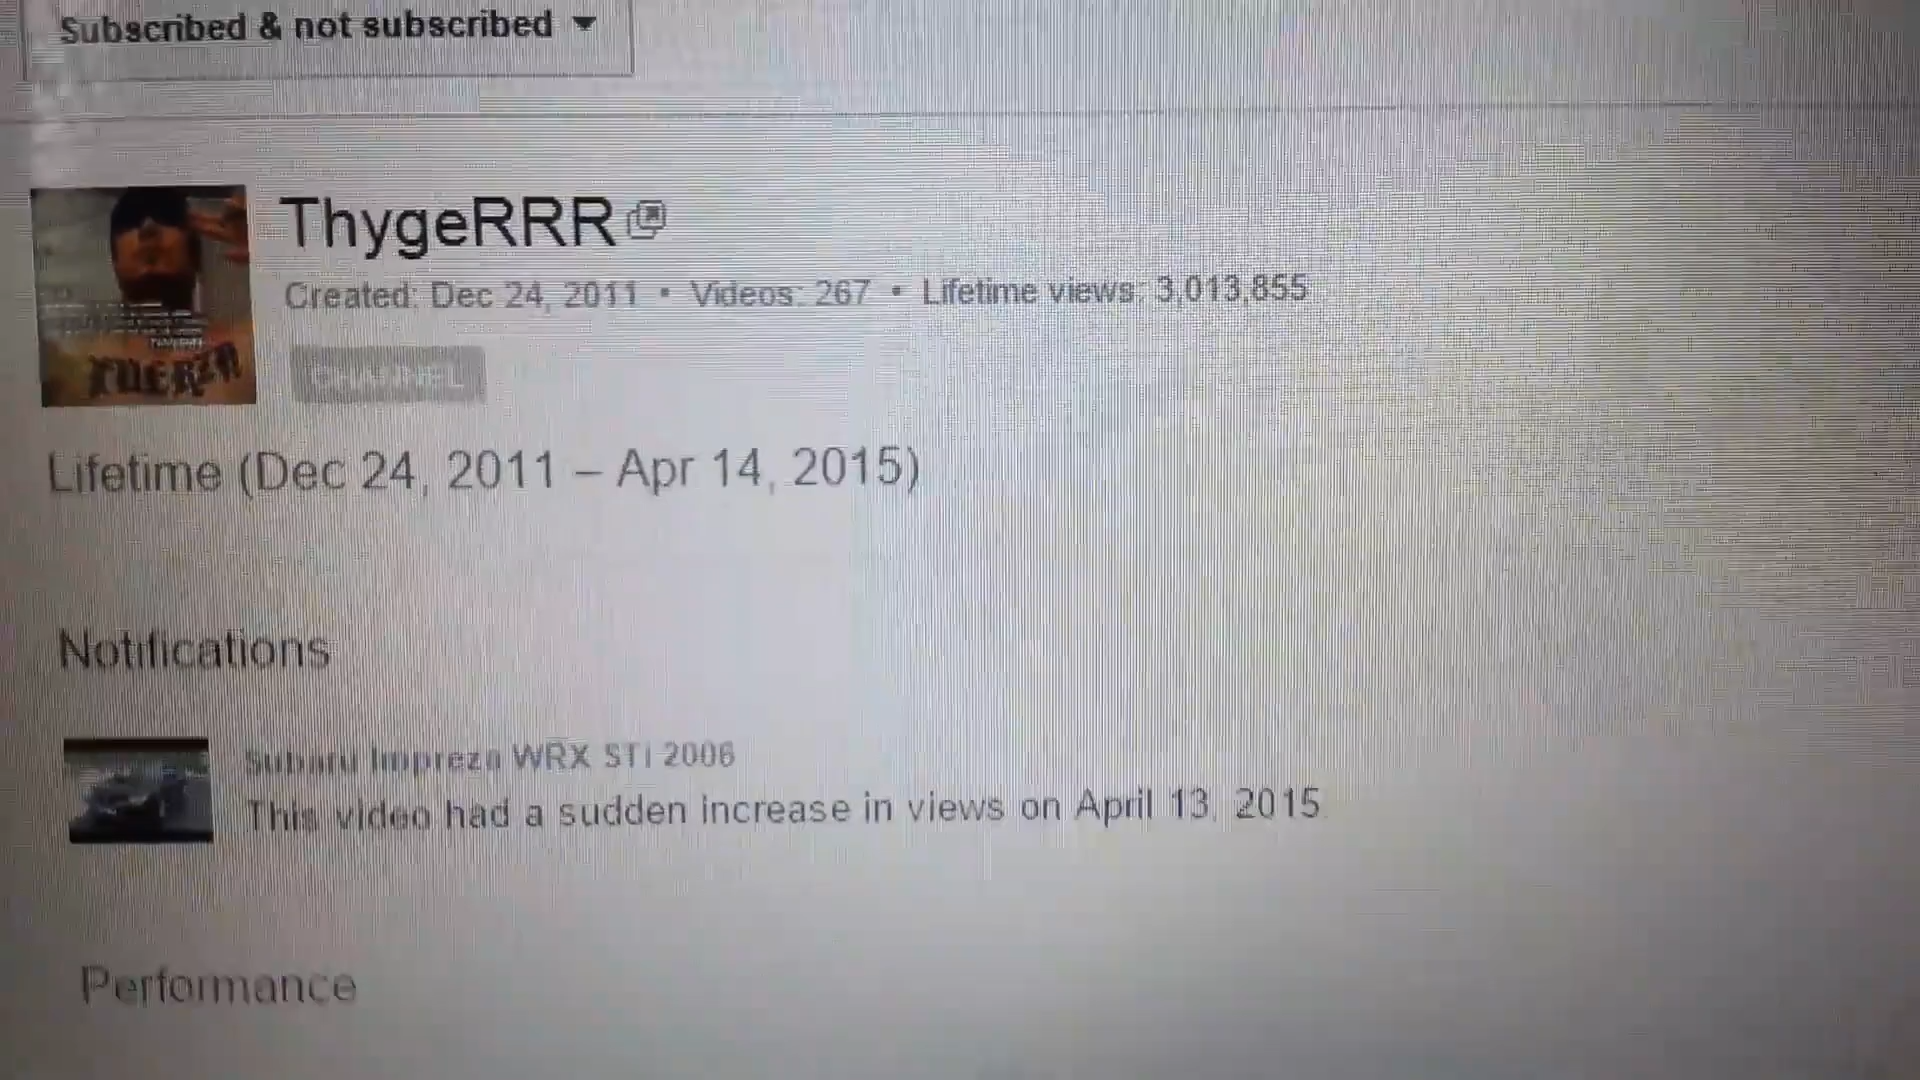 Subscribed & not subscribed
ThygeRRR
Created: Dec 24, 2011 • Videos: 267 • Lifetime views: 3,013,855
CHANNEL
Lifetime (Dec 24, 2011 – Apr 14, 2015)
Notifications
Subaru Impreza WRX STI 2006
This video had a sudden increase in views on April 13, 2015
Performance